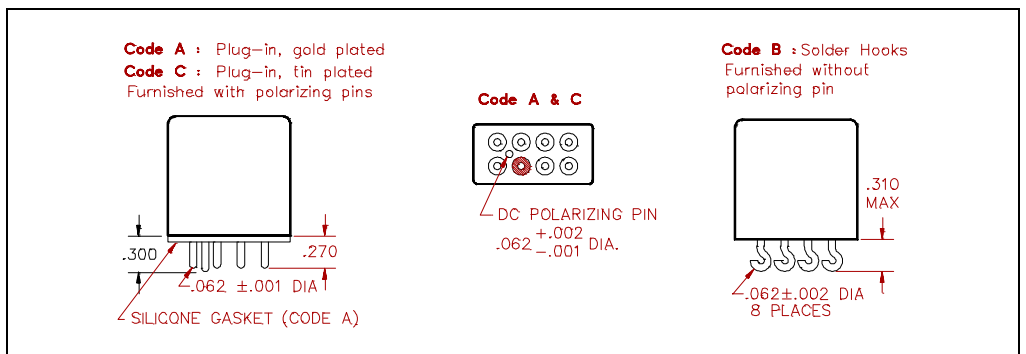 Code A : Plug-in, gold plated
Code C : Plug-in, tin plated
Furnished with polarizing pins
.300
.270
.062 ±.001 DIA
SILICONE GASKET (CODE A)
Code A & C
DC POLARIZING PIN
.062 +.002 -.001 DIA.
Code B : Solder Hooks
Furnished without
polarizing pin
.310
MAX
.062±.002 DIA
8 PLACES